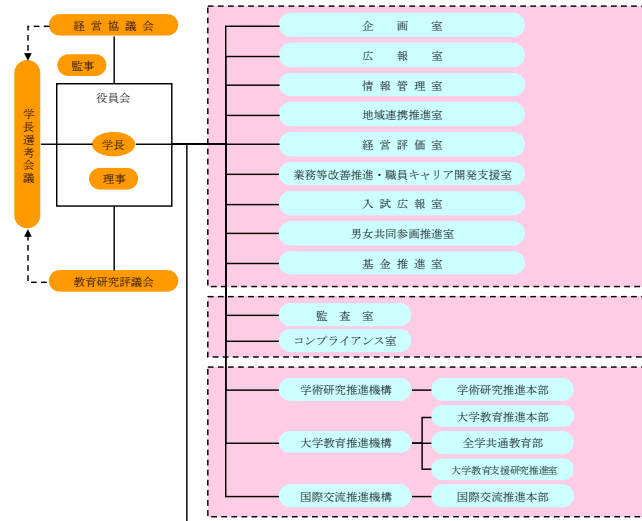 経営協議会
監事
役員会
学長選考会議
学長
理事
教育研究評議会
企画室
広報室
情報管理室
地域連携推進室
経営評価室
業務等改善推進・職員キャリア開発支援室
入試広報室
男女共同参画推進室
基金推進室
監査室
コンプライアンス室
学術研究推進機構
学術研究推進本部
大学教育推進機構
大学教育推進本部
全学共通教育部
大学教育支援研究推進室
国際交流推進機構
国際交流推進本部